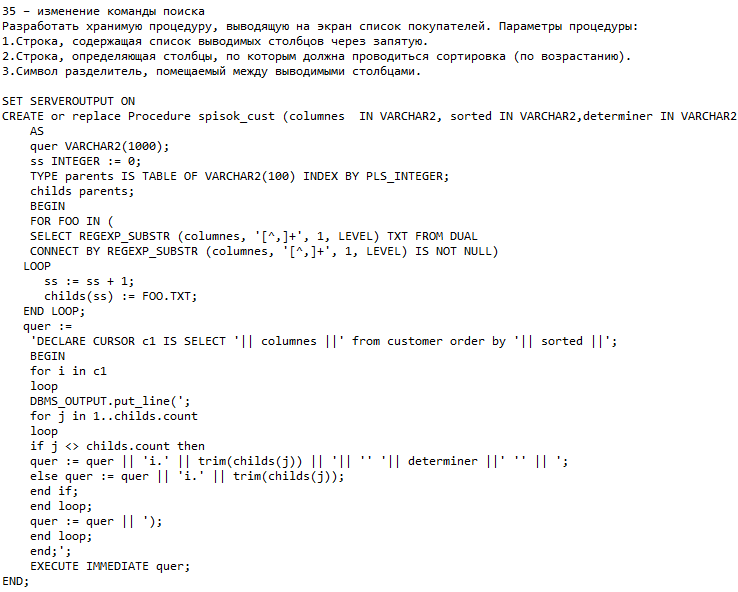 35 – изменение команды поиска
Разработать хранимую процедуру, выводящую на экран список покупателей. Параметры процедуры:
1.Строка, содержащая список выводимых столбцов через запятую.
2.Строка, определяющая столбцы, по которым должна проводиться сортировка (по возрастанию).
3.Символ разделитель, помещаемый между выводимыми столбцами.
SET SERVEROUTPUT ON
CREATE or replace Procedure spisok_cust (columnes  IN VARCHAR2, sorted IN VARCHAR2,determiner IN VARCHAR2
AS
quer VARCHAR2(1000);
ss INTEGER := 0;
TYPE parents IS TABLE OF VARCHAR2(100) INDEX BY PLS_INTEGER;
childs parents;
BEGIN
FOR FOO IN (
SELECT REGEXP_SUBSTR (columnes, '[^,]+', 1, LEVEL) TXT FROM DUAL
CONNECT BY REGEXP_SUBSTR (columnes, '[^,]+', 1, LEVEL) IS NOT NULL)
LOOP
ss := ss + 1;
childs(ss) := FOO.TXT;
END LOOP;
quer :=
'DECLARE CURSOR c1 IS SELECT '|| columnes ||' from customer order by '|| sorted ||';
BEGIN
for i in c1
loop
DBMS_OUTPUT.put_line(';
for j in 1..childs.count
loop
if j <> childs.count then
quer := quer || 'i.' || trim(childs(j)) || '|| '' '|| determiner ||' '' || ';
else quer := quer || 'i.' || trim(childs(j));
end if;
end loop;
quer := quer || ');
end loop;
end;';
EXECUTE IMMEDIATE quer;
END;